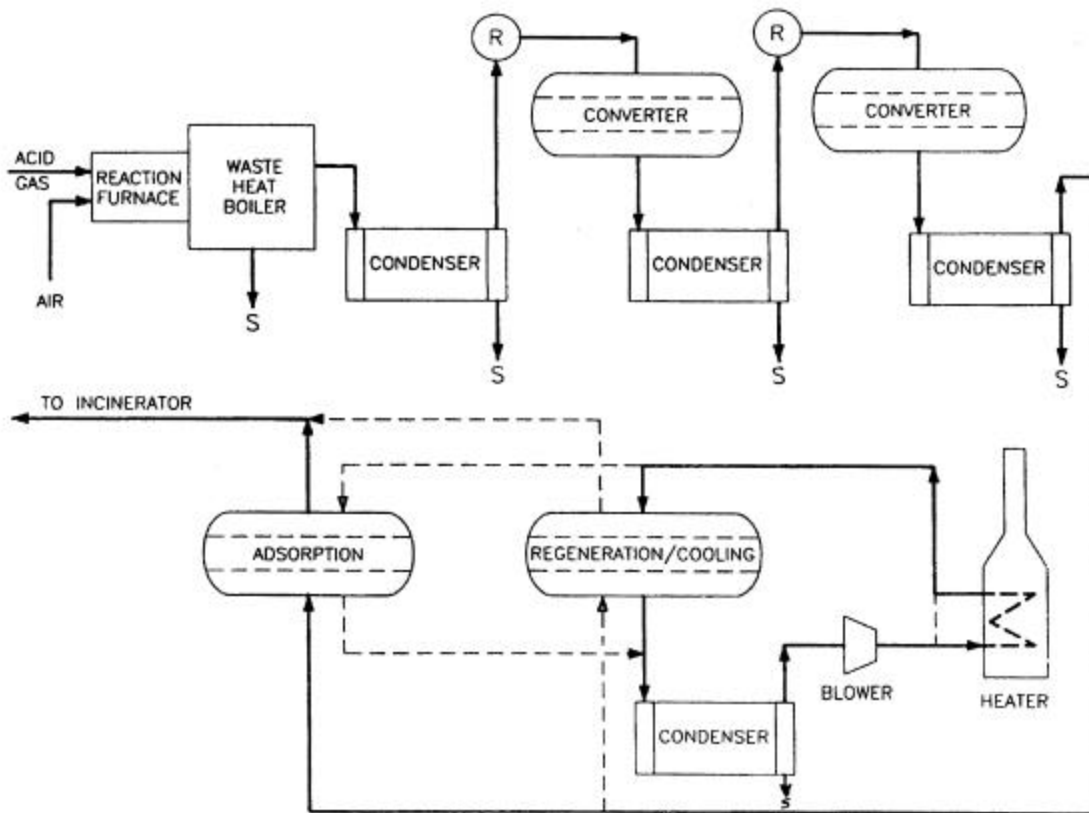 R
R
CONVERTER
CONVERTER
ACID
GAS
REACTION
FURNACE
WASTE
HEAT
BOILER
AIR
S
CONDENSER
S
CONDENSER
S
CONDENSER
S
TO INCINERATOR
ADSORPTION
REGENERATION/COOLING
BLOWER
HEATER
CONDENSER
S